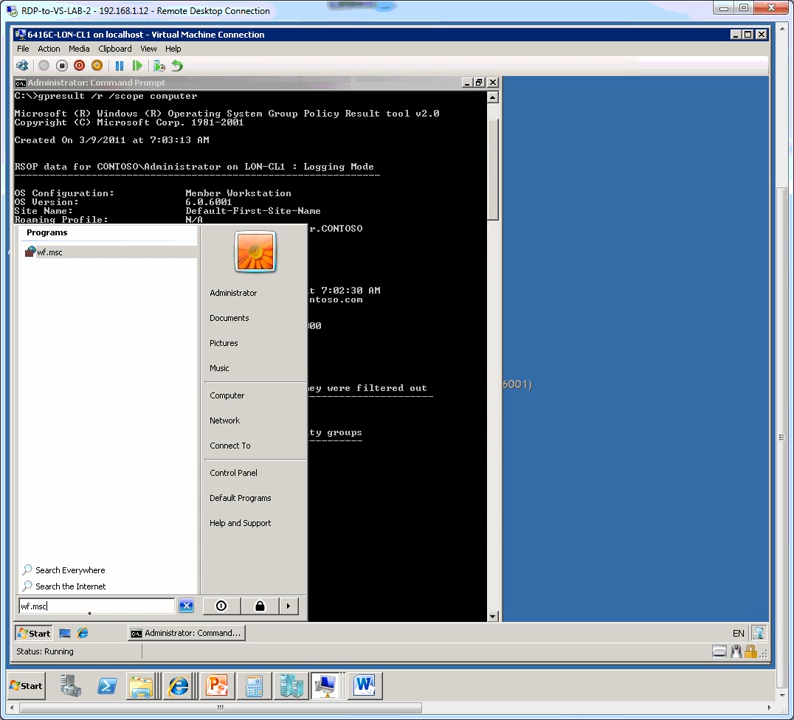 RDP-to-VS-LAB-2 - 192.168.1.12 - Remote Desktop Connection
6416C-LON-CL1 on localhost - Virtual Machine Connection
File Action Media Clipboard View Help
Administrator: Command Prompt
C:\>gpresult /r /scope computer
Microsoft (R) Windows (R) Operating System Group Policy Result tool v2.0
Copyright (C) Microsoft Corp. 1981-2001
Created On 3/9/2011 at 7:03:13 AM
RSOP data for CONTOSO\Administrator on LON-CL1 : Logging Mode
OS Configuration: Member Workstation
OS Version: 6.0.6001
Site Name: Default-First-Site-Name
Roaming Profile: N/A
r.CONTOSO
t 7:02:30 AM
ntoso.com
00
ey were filtered out
ty groups
6001)
Programs
wf.msc
Search Everywhere
Search the Internet
wf.msc
Administrator
Documents
Pictures
Music
Computer
Network
Connect To
Control Panel
Default Programs
Help and Support
Start
Administrator: Command...
EN
Status: Running
Start